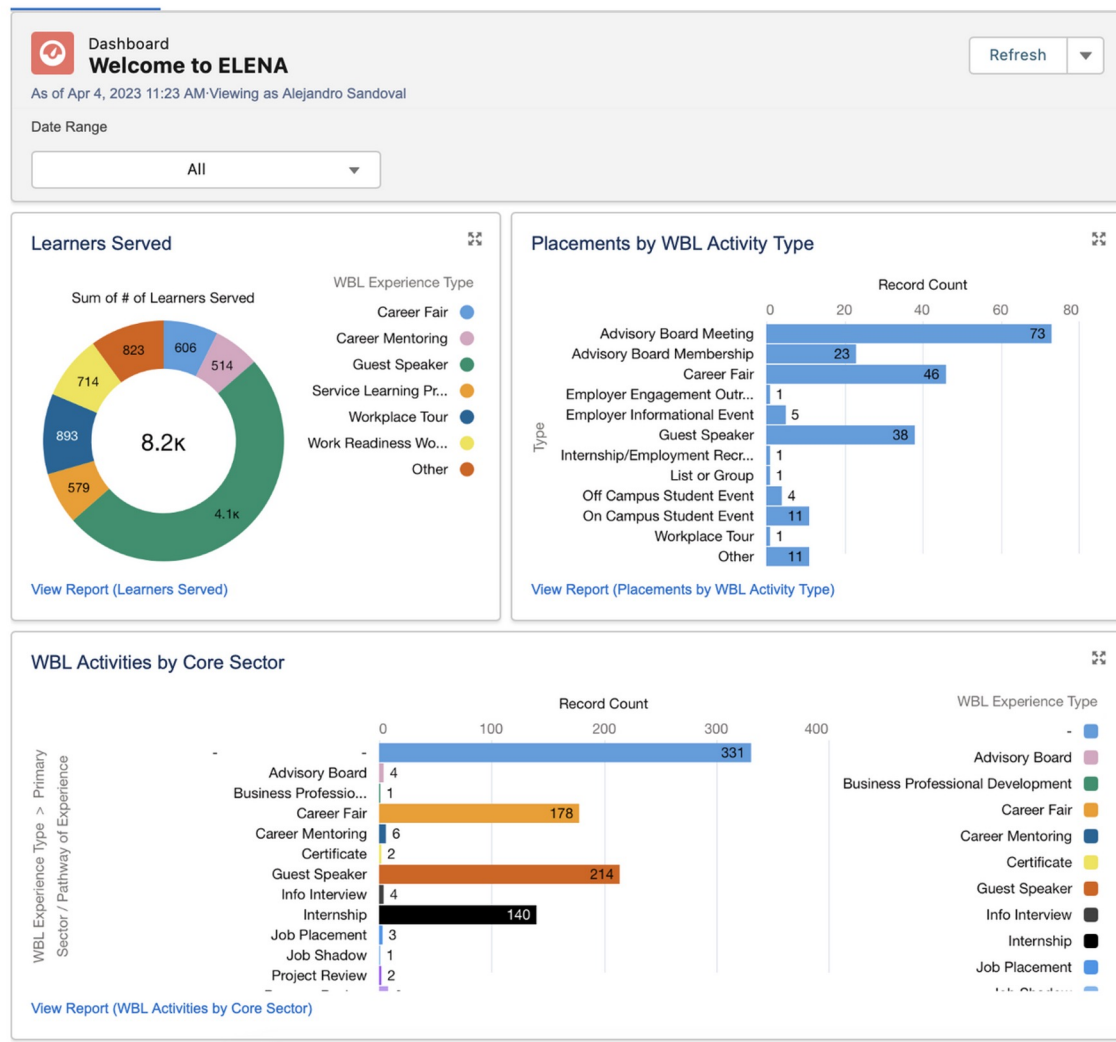 Dashboard
Welcome to ELENA
As of Apr 4, 2023 11:23 AM·Viewing as Alejandro Sandoval
Refresh
Date Range
All
Learners Served
Sum of # of Learners Served
606
514
4.1K
579
893
714
823
8.2K
WBL Experience Type
Career Fair
Career Mentoring
Guest Speaker
Service Learning Pr...
Workplace Tour
Work Readiness Wo...
Other
View Report (Learners Served)
Placements by WBL Activity Type
Record Count
0 20 40 60 80
Type
Advisory Board Meeting 73
Advisory Board Membership 23
Career Fair 46
Employer Engagement Outr... 1
Employer Informational Event 5
Guest Speaker 38
Internship/Employment Recr... 1
List or Group 1
Off Campus Student Event 4
On Campus Student Event 11
Workplace Tour 1
Other 11
View Report (Placements by WBL Activity Type)
WBL Activities by Core Sector
Record Count
0 100 200 300 400
WBL Experience Type > Primary
Sector / Pathway of Experience
- - 331
Advisory Board 4
Business Professio... 1
Career Fair 178
Career Mentoring 6
Certificate 2
Guest Speaker 214
Info Interview 4
Internship 140
Job Placement 3
Job Shadow 1
Project Review 2
WBL Experience Type
-
Advisory Board
Business Professional Development
Career Fair
Career Mentoring
Certificate
Guest Speaker
Info Interview
Internship
Job Placement
Job Shadow
View Report (WBL Activities by Core Sector)